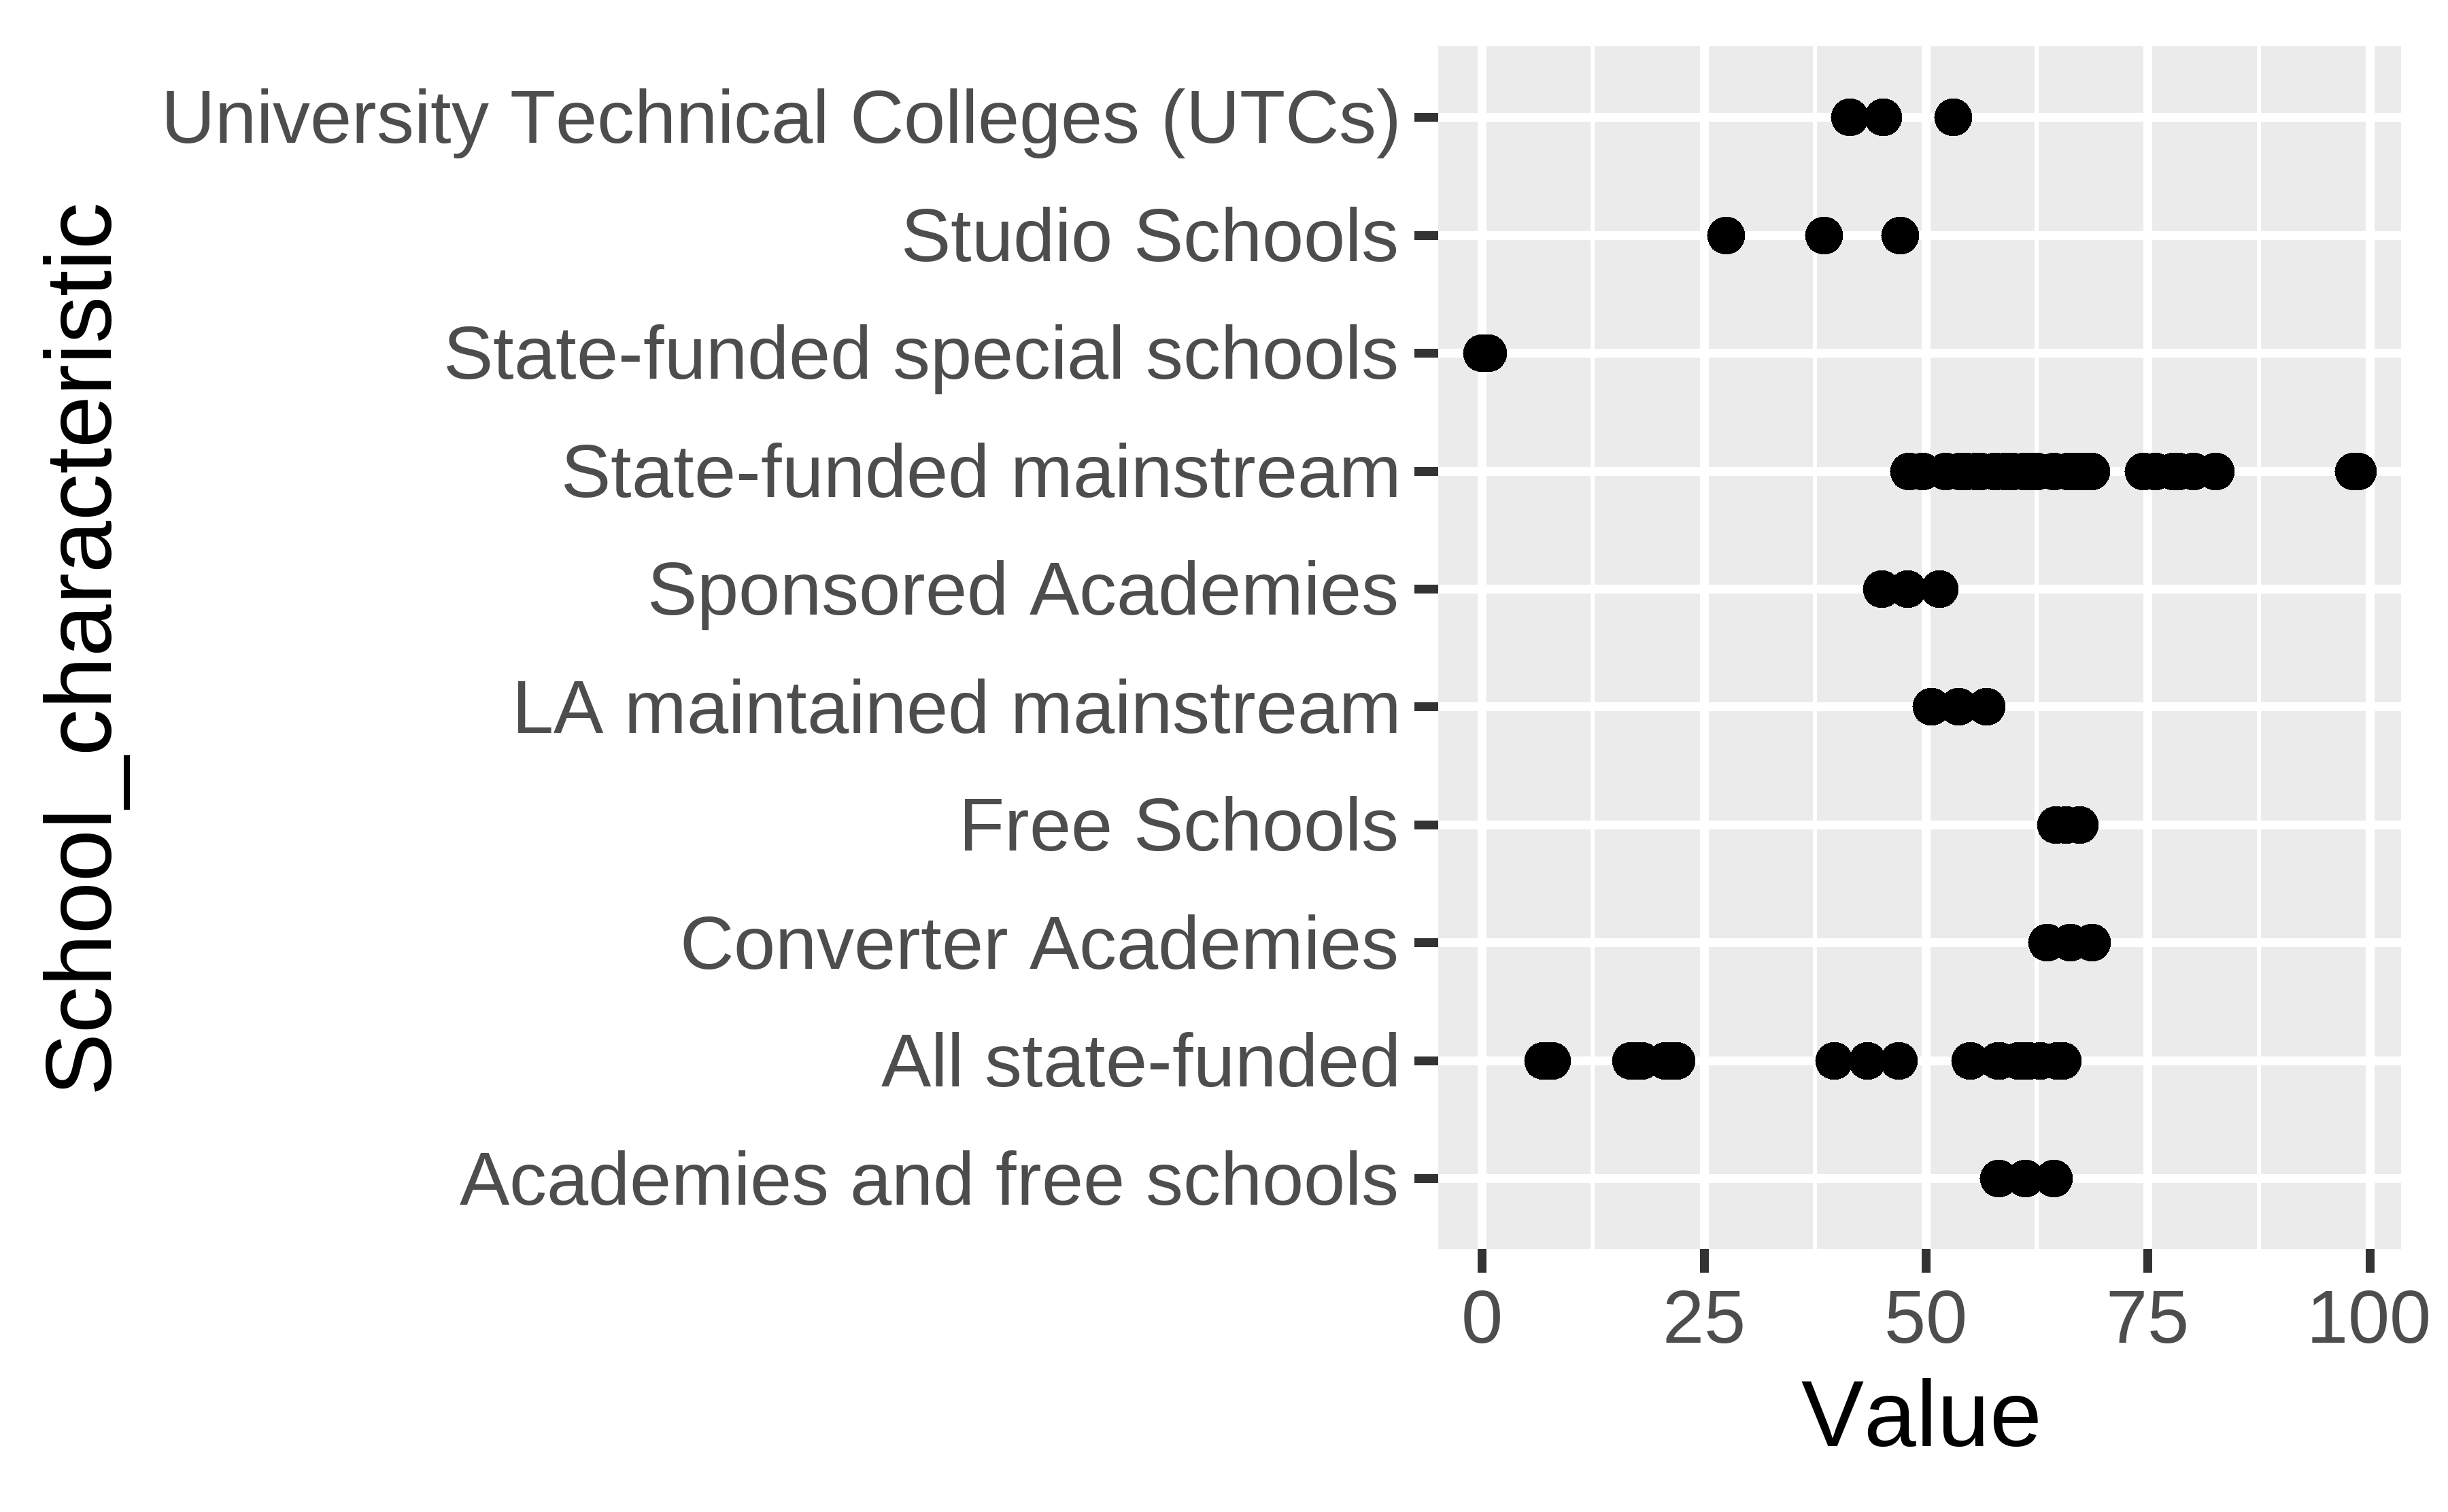 School_characteristic
University Technical Colleges (UTCs)
Studio Schools
State-funded special schools
State-funded mainstream
Sponsored Academies
LA maintained mainstream
Free Schools
Converter Academies
All state-funded
Academies and free schools
0 25 50 75 100
Value